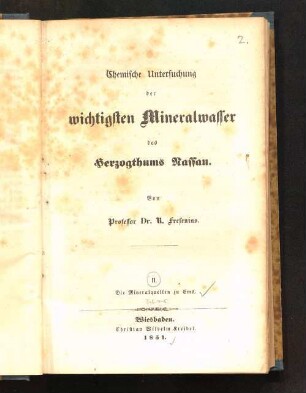 2.
Chemische Untersuchung
der
wichtigsten Mineralwasser
des
Herzogthums Nassau.
Von
Professor Dr. R. Fresenius.
II
Die Mineralquellen zu Ems.
Wiesbaden.
Christian Wilhelm Kreidel.
1851.